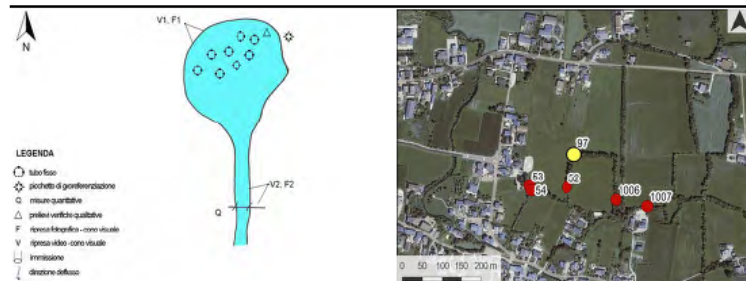 V1, F1
N
LEGENDA
tubo fisso
picchetto di georeferenziazione
Q misure quantitative
prelievi verifiche qualitative
F ripresa fotografica - cono visuale
V ripresa video - cono visuale
Immissione
direzione deflusso
V2, F2
Q
97
53
54
52
1006
1007
0 50 100 150 200 m